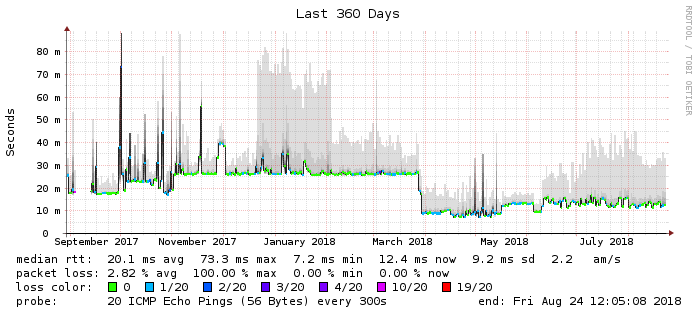 Last 360 Days
RRDTOOL / TOBI OETIKER
Seconds
80 m
70 m
60 m
50 m
40 m
30 m
20 m
10 m
0
September 2017 November 2017 January 2018 March 2018 May 2018 July 2018
median rtt: 20.1 ms avg 73.3 ms max 7.2 ms min 12.4 ms now 9.2 ms sd 2.2 am/s
packet loss: 2.82 % avg 100.00 % max 0.00 % min 0.00 % now
loss color: 0 1/20 2/20 3/20 4/20 10/20 19/20
probe: 20 ICMP Echo Pings (56 Bytes) every 300s end: Fri Aug 24 12:05:08 2018